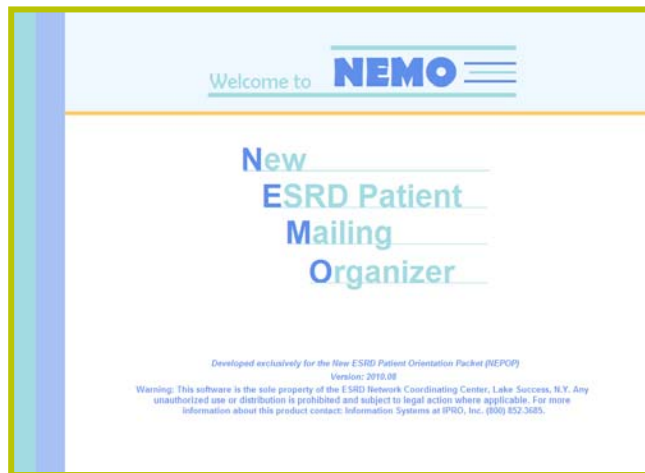 Welcome to NEMO
New
ESRD Patient
Mailing
Organizer
Developed exclusively for the New ESRD Patient Orientation Packet (NEPOP)
Version: 2010.08
Warning: This software is the sole property of the ESRD Network Coordinating Center, Lake Success, N.Y. Any
unauthorized use or distribution is prohibited and subject to legal action where applicable. For more
information about this product contact: Information Systems at IPRO, Inc. (800) 852-3685.